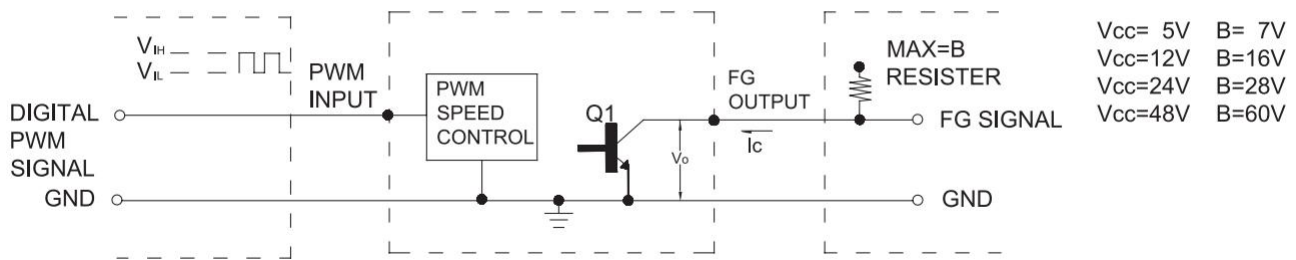 VIH
VIL
DIGITAL
PWM
SIGNAL
GND
PWM
INPUT
PWM
SPEED
CONTROL
Q1
Vo
FG
OUTPUT
Ic
MAX=B
RESISTER
FG SIGNAL
GND
Vcc= 5V B= 7V
Vcc=12V B=16V
Vcc=24V B=28V
Vcc=48V B=60V